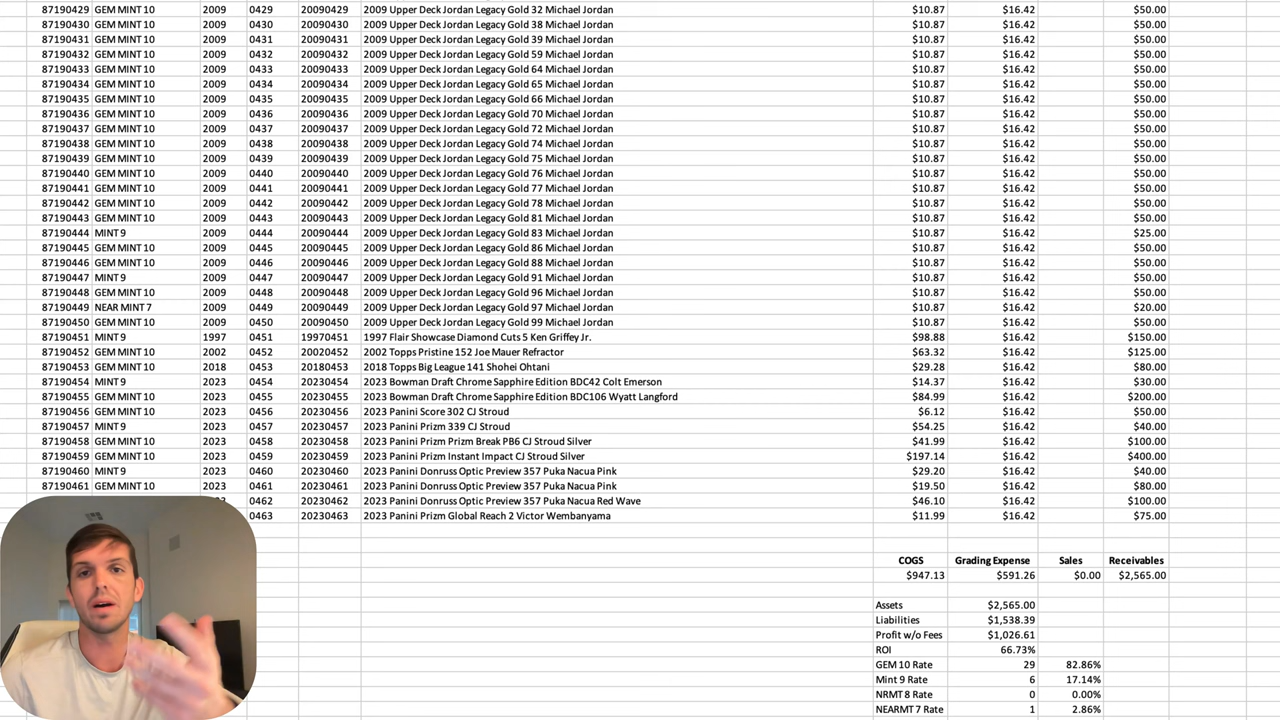 87190429 GEM MINT 10 2009 0429 20090429 2009 Upper Deck Jordan Legacy Gold 32 Michael Jordan $10.87 $16.42 $50.00
87190430 GEM MINT 10 2009 0430 20090430 2009 Upper Deck Jordan Legacy Gold 38 Michael Jordan $10.87 $16.42 $50.00
87190431 GEM MINT 10 2009 0431 20090431 2009 Upper Deck Jordan Legacy Gold 39 Michael Jordan $10.87 $16.42 $50.00
87190432 GEM MINT 10 2009 0432 20090432 2009 Upper Deck Jordan Legacy Gold 59 Michael Jordan $10.87 $16.42 $50.00
87190433 GEM MINT 10 2009 0433 20090433 2009 Upper Deck Jordan Legacy Gold 64 Michael Jordan $10.87 $16.42 $50.00
87190434 GEM MINT 10 2009 0434 20090434 2009 Upper Deck Jordan Legacy Gold 65 Michael Jordan $10.87 $16.42 $50.00
87190435 GEM MINT 10 2009 0435 20090435 2009 Upper Deck Jordan Legacy Gold 66 Michael Jordan $10.87 $16.42 $50.00
87190436 GEM MINT 10 2009 0436 20090436 2009 Upper Deck Jordan Legacy Gold 70 Michael Jordan $10.87 $16.42 $50.00
87190437 GEM MINT 10 2009 0437 20090437 2009 Upper Deck Jordan Legacy Gold 72 Michael Jordan $10.87 $16.42 $50.00
87190438 GEM MINT 10 2009 0438 20090438 2009 Upper Deck Jordan Legacy Gold 74 Michael Jordan $10.87 $16.42 $50.00
87190439 GEM MINT 10 2009 0439 20090439 2009 Upper Deck Jordan Legacy Gold 75 Michael Jordan $10.87 $16.42 $50.00
87190440 GEM MINT 10 2009 0440 20090440 2009 Upper Deck Jordan Legacy Gold 76 Michael Jordan $10.87 $16.42 $50.00
87190441 GEM MINT 10 2009 0441 20090441 2009 Upper Deck Jordan Legacy Gold 77 Michael Jordan $10.87 $16.42 $50.00
87190442 GEM MINT 10 2009 0442 20090442 2009 Upper Deck Jordan Legacy Gold 78 Michael Jordan $10.87 $16.42 $50.00
87190443 GEM MINT 10 2009 0443 20090443 2009 Upper Deck Jordan Legacy Gold 81 Michael Jordan $10.87 $16.42 $50.00
87190444 MINT 9 2009 0444 20090444 2009 Upper Deck Jordan Legacy Gold 83 Michael Jordan $10.87 $16.42 $25.00
87190445 GEM MINT 10 2009 0445 20090445 2009 Upper Deck Jordan Legacy Gold 86 Michael Jordan $10.87 $16.42 $50.00
87190446 GEM MINT 10 2009 0446 20090446 2009 Upper Deck Jordan Legacy Gold 88 Michael Jordan $10.87 $16.42 $50.00
87190447 MINT 9 2009 0447 20090447 2009 Upper Deck Jordan Legacy Gold 91 Michael Jordan $10.87 $16.42 $50.00
87190448 GEM MINT 10 2009 0448 20090448 2009 Upper Deck Jordan Legacy Gold 96 Michael Jordan $10.87 $16.42 $50.00
87190449 NEAR MINT 7 2009 0449 20090449 2009 Upper Deck Jordan Legacy Gold 97 Michael Jordan $10.87 $16.42 $20.00
87190450 GEM MINT 10 2009 0450 20090450 2009 Upper Deck Jordan Legacy Gold 99 Michael Jordan $10.87 $16.42 $50.00
87190451 MINT 9 1997 0451 19970451 1997 Flair Showcase Diamond Cuts 5 Ken Griffey Jr. $98.88 $16.42 $150.00
87190452 GEM MINT 10 2002 0452 20020452 2002 Topps Pristine 152 Joe Mauer Refractor $63.32 $16.42 $125.00
87190453 GEM MINT 10 2018 0453 20180453 2018 Topps Big League 141 Shohei Ohtani $29.28 $16.42 $80.00
87190454 MINT 9 2023 0454 20230454 2023 Bowman Draft Chrome Sapphire Edition BDC42 Colt Emerson $14.37 $16.42 $30.00
87190455 GEM MINT 10 2023 0455 20230455 2023 Bowman Draft Chrome Sapphire Edition BDC106 Wyatt Langford $84.99 $16.42 $200.00
87190456 GEM MINT 10 2023 0456 20230456 2023 Panini Score 302 CJ Stroud $6.12 $16.42 $50.00
87190457 MINT 9 2023 0457 20230457 2023 Panini Prizm 339 CJ Stroud $54.25 $16.42 $40.00
87190458 GEM MINT 10 2023 0458 20230458 2023 Panini Prizm Prizm Break PB6 CJ Stroud Silver $41.99 $16.42 $100.00
87190459 GEM MINT 10 2023 0459 20230459 2023 Panini Prizm Instant Impact CJ Stroud Silver $197.14 $16.42 $400.00
87190460 MINT 9 2023 0460 20230460 2023 Panini Donruss Optic Preview 357 Puka Nacua Pink $29.20 $16.42 $40.00
87190461 GEM MINT 10 2023 0461 20230461 2023 Panini Donruss Optic Preview 357 Puka Nacua Pink $19.50 $16.42 $80.00
0462 20230462 2023 Panini Donruss Optic Preview 357 Puka Nacua Red Wave $46.10 $16.42 $100.00
0463 20230463 2023 Panini Prizm Global Reach 2 Victor Wembanyama $11.99 $16.42 $75.00
COGS Grading Expense Sales Receivables
$947.13 $591.26 $0.00 $2,565.00
Assets $2,565.00
Liabilities $1,538.39
Profit w/o Fees $1,026.61
ROI 66.73%
GEM 10 Rate 29 82.86%
Mint 9 Rate 6 17.14%
NRMT 8 Rate 0 0.00%
NEARMT 7 Rate 1 2.86%